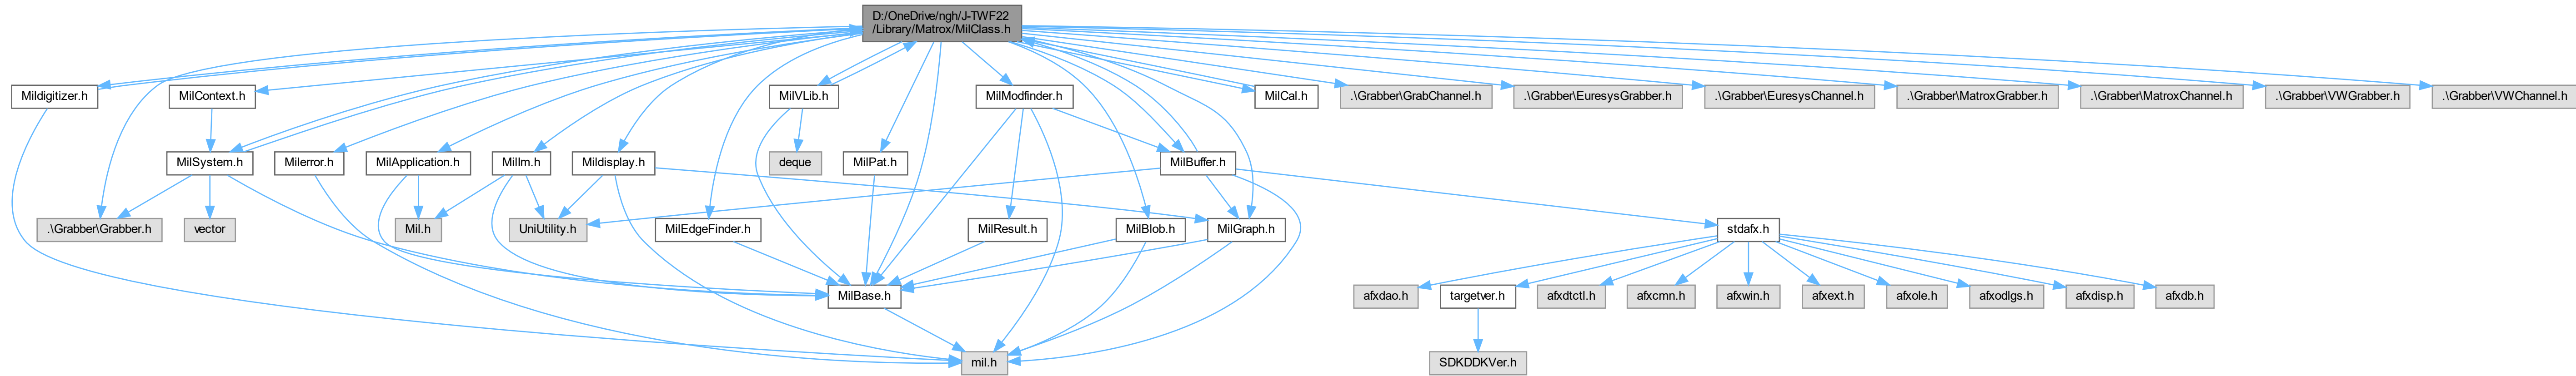 D:/OneDrive/ngh/J-TWF22
/Library/Matrox/MilClass.h
Mildigitizer.h
MilContext.h
MilVLib.h
MilModfinder.h
MilCal.h
.\Grabber\GrabChannel.h
.\Grabber\EuresysGrabber.h
.\Grabber\EuresysChannel.h
.\Grabber\MatroxGrabber.h
.\Grabber\MatroxChannel.h
.\Grabber\VWGrabber.h
.\Grabber\VWChannel.h
MilSystem.h
Milerror.h
MilApplication.h
MilIm.h
Mildisplay.h
deque
MilPat.h
MilBuffer.h
.\Grabber\Grabber.h
vector
Mil.h
UniUtility.h
MilEdgeFinder.h
MilResult.h
MilBlob.h
MilGraph.h
stdafx.h
MilBase.h
afxdao.h
targetver.h
afxdtctl.h
afxcmn.h
afxwin.h
afxext.h
afxole.h
afxodlgs.h
afxdisp.h
afxdb.h
mil.h
SDKDDKVer.h